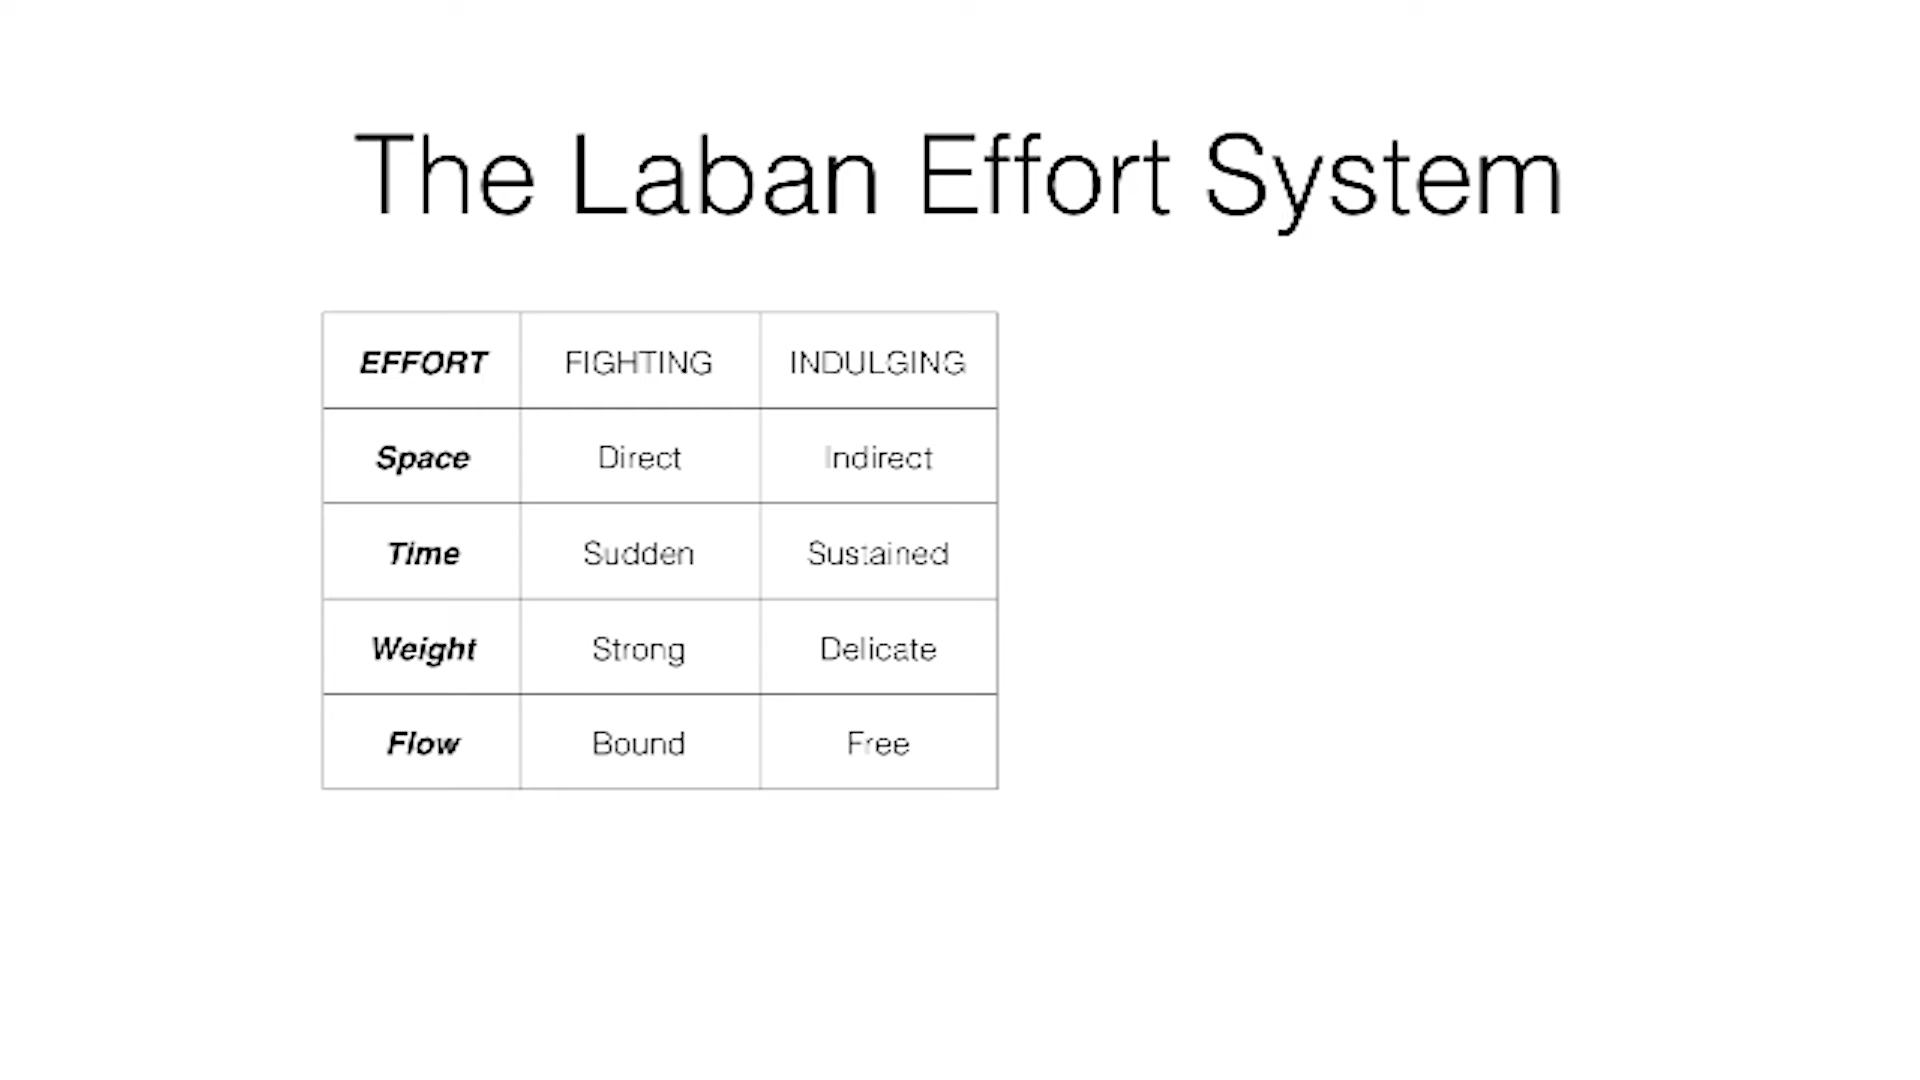 The Laban Effort System
EFFORT FIGHTING INDULGING
Space Direct Indirect
Time Sudden Sustained
Weight Strong Delicate
Flow Bound Free